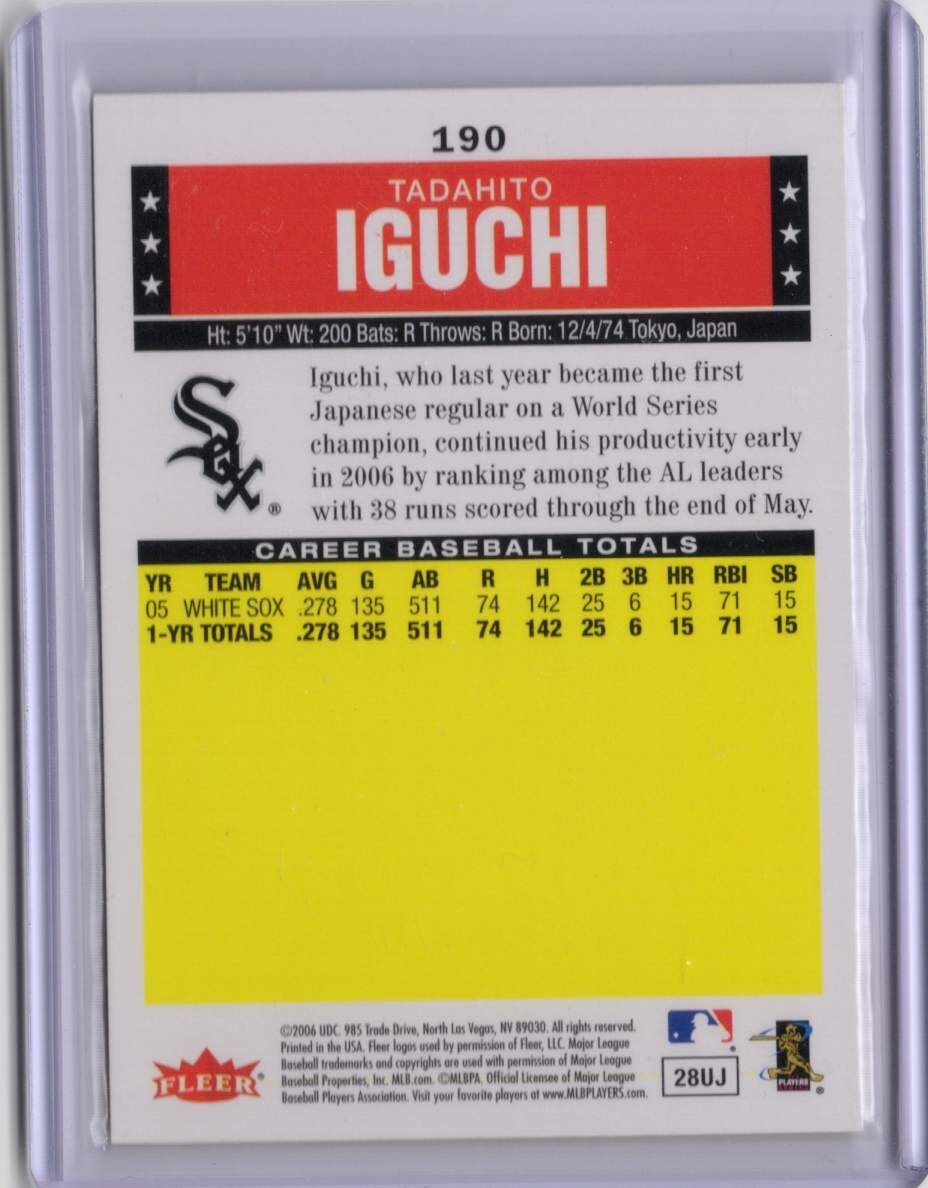 190
TADAHITO
IGUCHI
Ht: 5'10" Wt: 200 Bats: R Throws: R Born: 12/4/74 Tokyo, Japan
Iguchi, who last year became the first
Japanese regular on a World Series
champion, continued his productivity early
in 2006 by ranking among the AL leaders
with 38 runs scored through the end of May.
Sox ®
CAREER BASEBALL TOTALS
YR TEAM AVG G AB R H 2B 3B HR RBI SB
05 WHITE SOX .278 135 511 74 142 25 6 15 71 15
1-YR TOTALS .278 135 511 74 142 25 6 15 71 15
©2006 UDC. 985 Trade Drive, North Las Vegas, NV 89030. All rights reserved.
Printed in the USA. Fleer logos used by permission of Fleer, LLC. Major League
Baseball trademarks and copyrights are used with permission of Major League
Baseball Properties, Inc. MLB.com. ©MLBPA, Official Licensee of Major League
Baseball Players Association. Visit your favorite players at www.MLBPLAYERS.com.
FLEER®
28UJ
PLAYERS